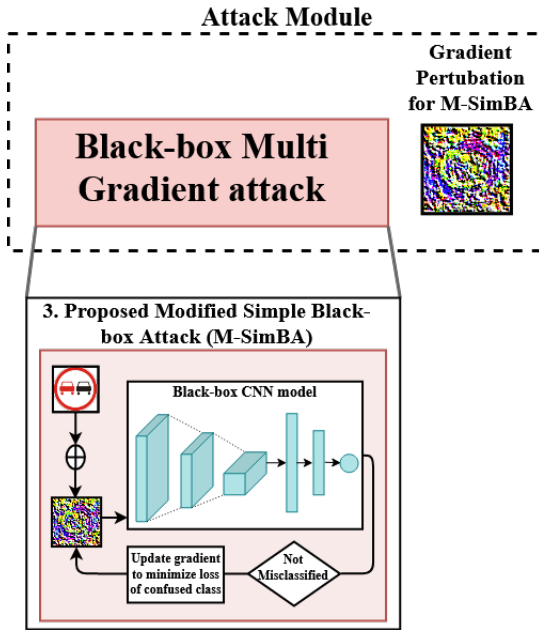 Attack Module
Gradient
Pertubation
for M-SimBA
Black-box Multi
Gradient attack
3. Proposed Modified Simple Black-
box Attack (M-SimBA)
Black-box CNN model
Update gradient
to minimize loss
of confused class
Not
Misclassified